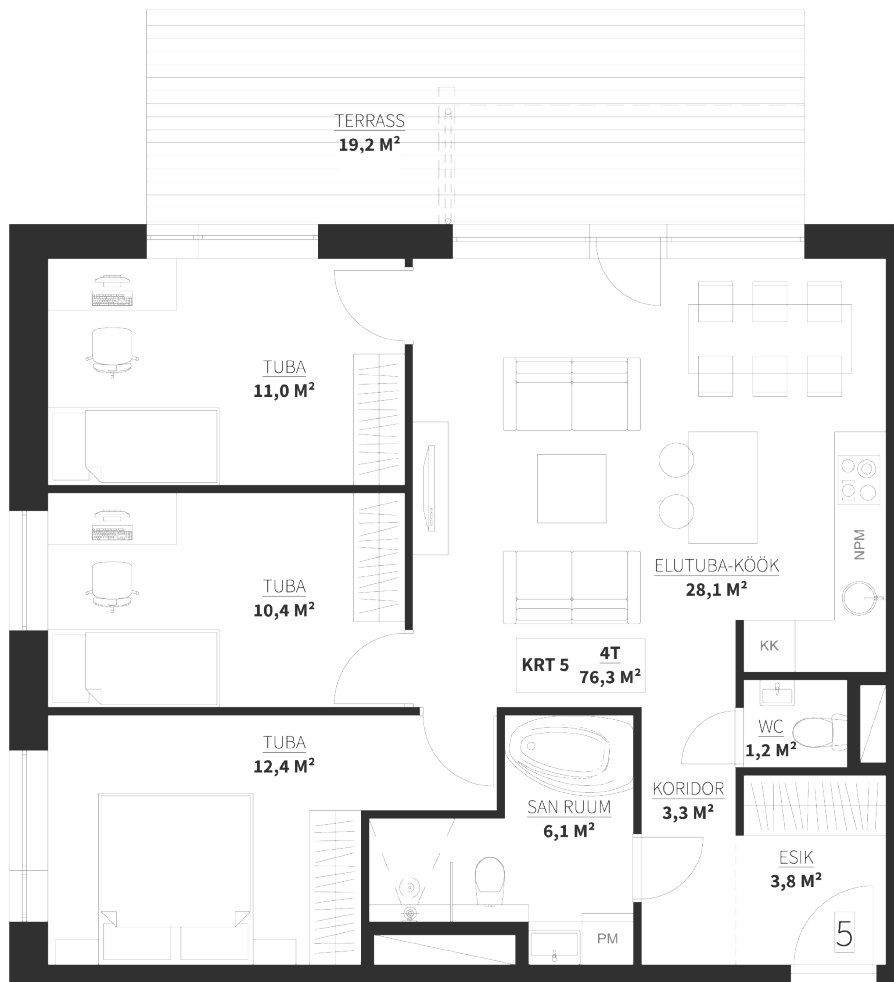 TERRASS
19,2 M²
TUBA
11,0 M²
TUBA
10,4 M²
ELUTUBA-KÖÖK
28,1 M²
NPM
KK
KRT 5
4T
76,3 M²
TUBA
12,4 M²
WC
1,2 M²
SAN RUUM
6,1 M²
KORIDOR
3,3 M²
ESIK
3,8 M²
PM
5